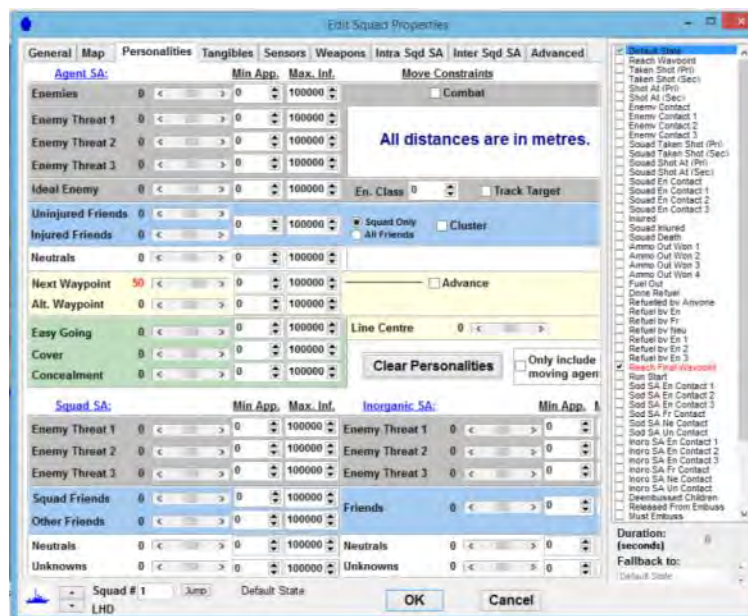 Edit Squad Properties
General Map Personalities Tangibles Sensors Weapons Intra Sqd SA Inter Sqd SA Advanced
Agent SA: Min App. Max. Inf. Move Constraints
Enemies 0 0 100000 Combat
Enemy Threat 1 0 0 100000
Enemy Threat 2 0 0 100000
Enemy Threat 3 0 0 100000
All distances are in metres.
Ideal Enemy 0 0 100000 En. Class 0 Track Target
Uninjured Friends 0
Injured Friends 0
0 100000
Squad Only
All Friends
Cluster
Neutrals 0 0 100000
Next Waypoint 50 0 100000 Advance
Alt. Waypoint 0 0 100000
Easy Going 0 0 100000 Line Centre 0
Cover 0 0 100000
Concealment 0 0 100000
Clear Personalities
Only include
moving agen
Squad SA: Min App. Max. Inf. Inorganic SA: Min App.
Enemy Threat 1 0 0 100000 Enemy Threat 1 0 0
Enemy Threat 2 0 0 100000 Enemy Threat 2 0 0
Enemy Threat 3 0 0 100000 Enemy Threat 3 0 0
Squad Friends 0 0 100000
Other Friends 0 0 100000
Friends 0 0
Neutrals 0 0 100000 Neutrals 0 0
Unknowns 0 0 100000 Unknowns 0 0
Squad # 1 Jump Default State
LHD
OK Cancel
Default State
Reach Waypoint
Taken Shot (Pri)
Taken Shot (Sec)
Shot At (Pri)
Shot At (Sec)
Enemy Contact
Enemy Contact 1
Enemy Contact 2
Enemy Contact 3
Squad Taken Shot (Pri)
Squad Taken Shot (Sec)
Squad Shot At (Pri)
Squad Shot At (Sec)
Squad En Contact
Squad En Contact 1
Squad En Contact 2
Squad En Contact 3
Injured
Squad Injured
Squad Death
Ammo Out Wpn 1
Ammo Out Wpn 2
Ammo Out Wpn 3
Ammo Out Wpn 4
Fuel Out
Done Refuel
Refuelled by Anyone
Refuel by En
Refuel by Fr
Refuel by Neu
Refuel by En 1
Refuel by En 2
Refuel by En 3
Reach Final Waypoint
Run Start
Sqd SA En Contact 1
Sqd SA En Contact 2
Sqd SA En Contact 3
Sqd SA Fr Contact
Sqd SA Ne Contact
Sqd SA Un Contact
Inorg SA En Contact 1
Inorg SA En Contact 2
Inorg SA En Contact 3
Inorg SA Fr Contact
Inorg SA Ne Contact
Inorg SA Un Contact
Deembussed Children
Released From Embuss
Must Embuss
Duration: 0
(seconds)
Fallback to:
Default State